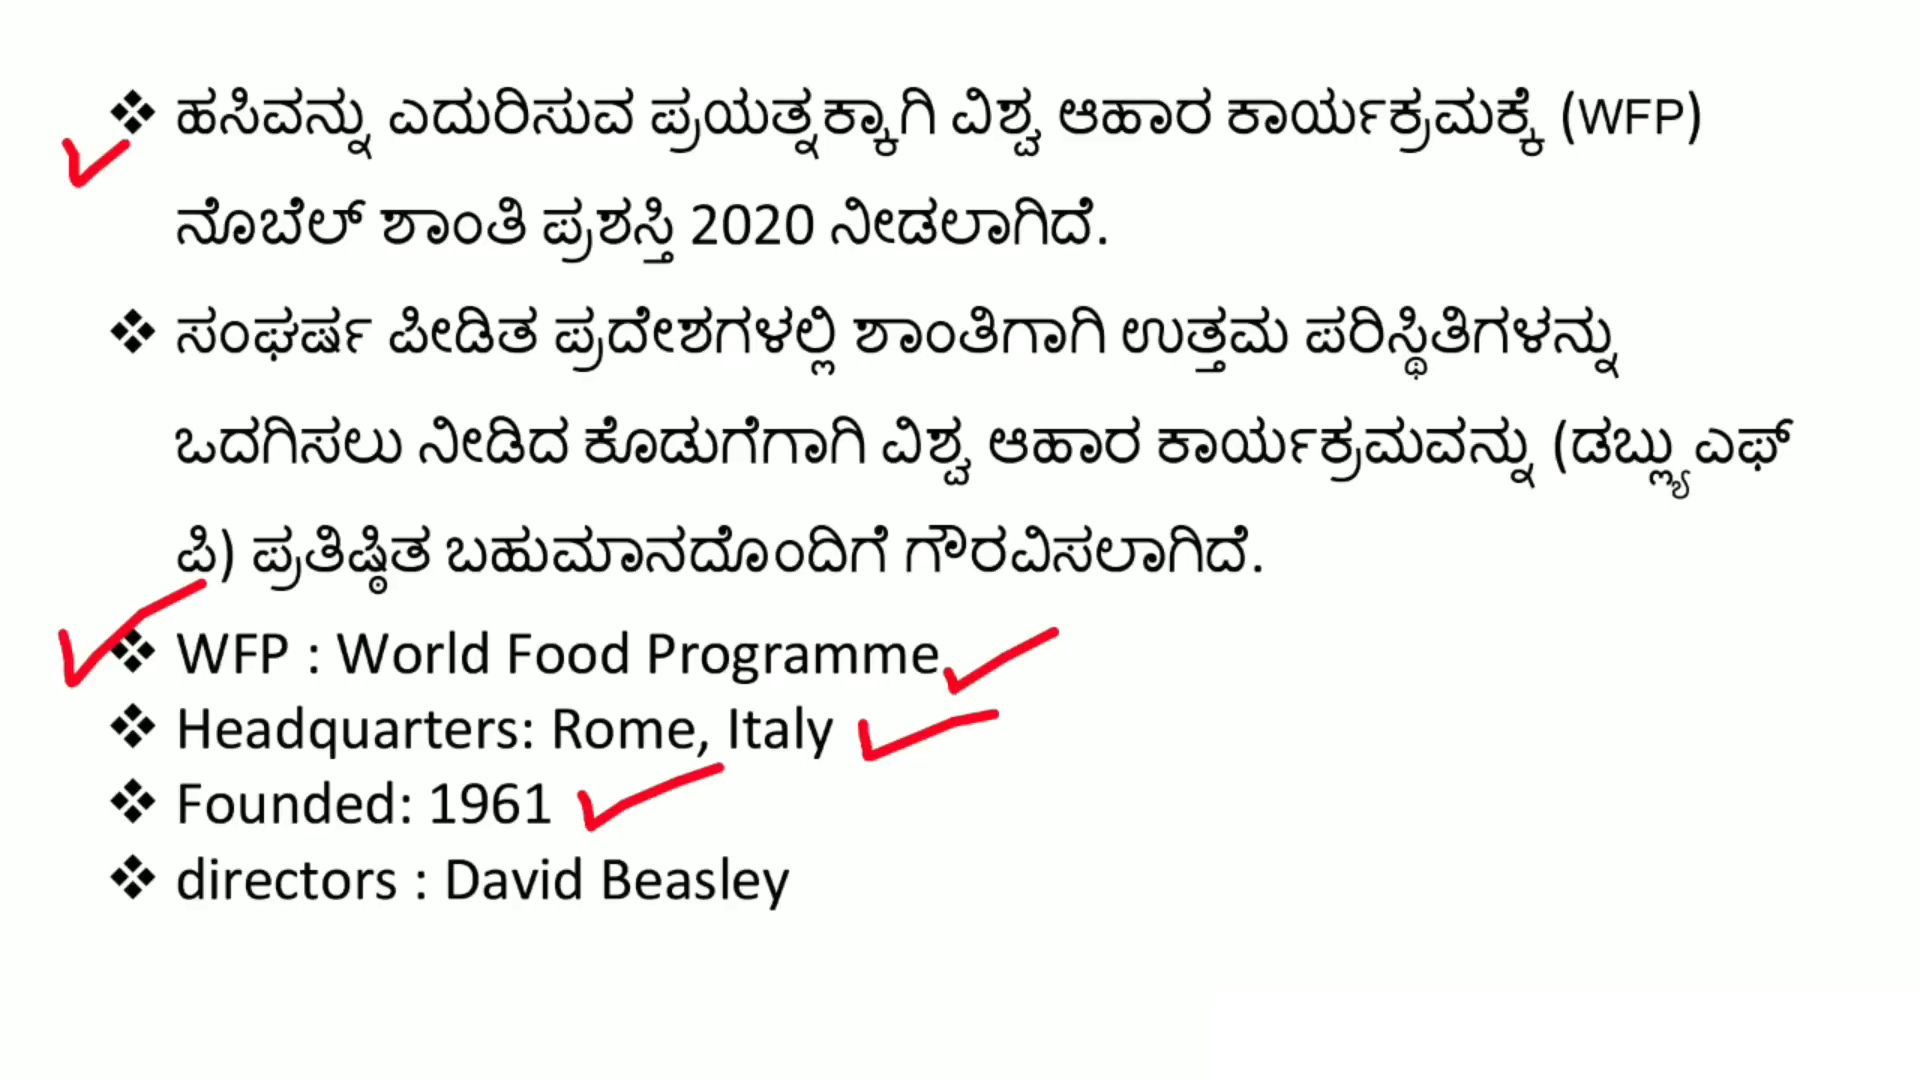 ❖ ಹಸಿವನ್ನು ಎದುರಿಸುವ ಪ್ರಯತ್ನಕ್ಕಾಗಿ ವಿಶ್ವ ಆಹಾರ ಕಾರ್ಯಕ್ರಮಕ್ಕೆ (WFP)
ನೊಬೆಲ್ ಶಾಂತಿ ಪ್ರಶಸ್ತಿ 2020 ನೀಡಲಾಗಿದೆ.
❖ ಸಂಘರ್ಷ ಪೀಡಿತ ಪ್ರದೇಶಗಳಲ್ಲಿ ಶಾಂತಿಗಾಗಿ ಉತ್ತಮ ಪರಿಸ್ಥಿತಿಗಳನ್ನು
ಒದಗಿಸಲು ನೀಡಿದ ಕೊಡುಗೆಗಾಗಿ ವಿಶ್ವ ಆಹಾರ ಕಾರ್ಯಕ್ರಮವನ್ನು (ಡಬ್ಲ್ಯುಎಫ್
ಪಿ) ಪ್ರತಿಷ್ಠಿತ ಬಹುಮಾನದೊಂದಿಗೆ ಗೌರವಿಸಲಾಗಿದೆ.
❖ WFP : World Food Programme
❖ Headquarters: Rome, Italy
❖ Founded: 1961
❖ directors : David Beasley